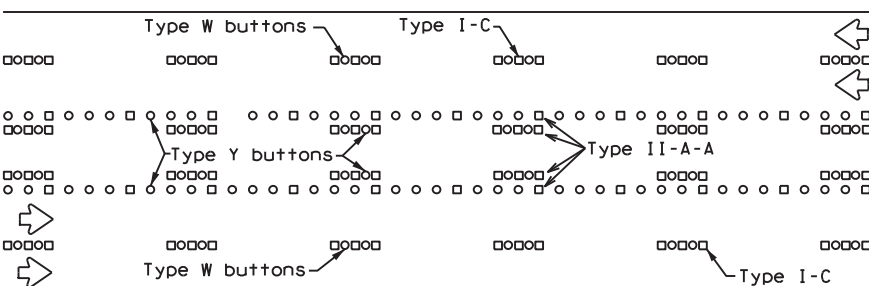 Type W buttons
Type I-C
Type Y buttons
Type II-A-A
Type W buttons
Type I-C